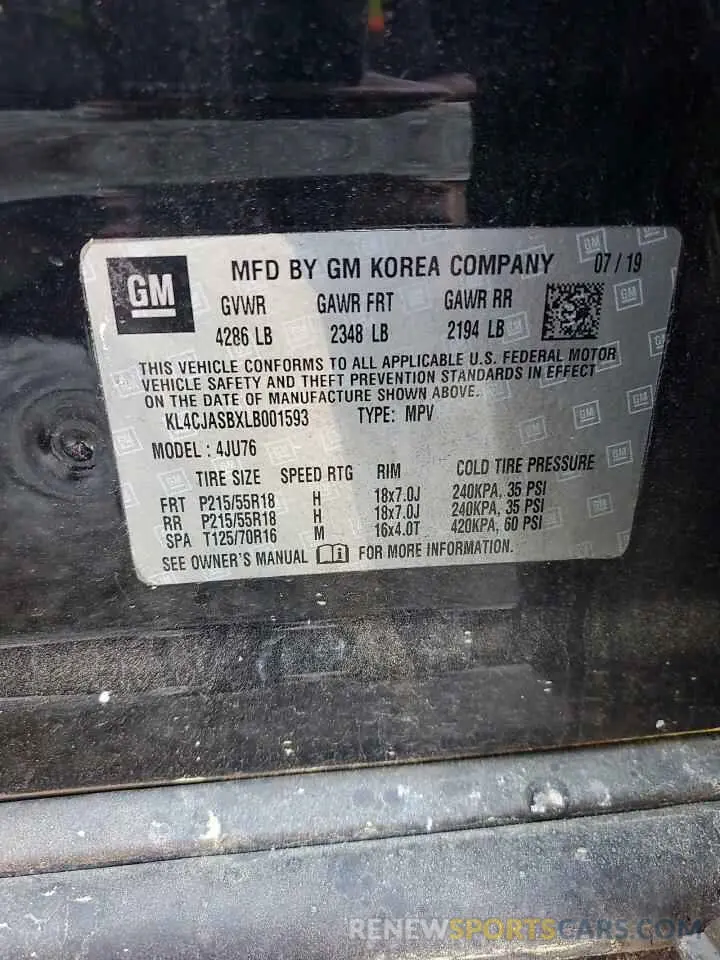 GM MFD BY GM KOREA COMPANY 07 / 19
GVWR GAWR FRT GAWR RR
4286 LB 2348 LB 2194 LB
THIS VEHICLE CONFORMS TO ALL APPLICABLE U.S. FEDERAL MOTOR
VEHICLE SAFETY AND THEFT PREVENTION STANDARDS IN EFFECT
ON THE DATE OF MANUFACTURE SHOWN ABOVE.
KL4CJASBXLB001593 TYPE: MPV
MODEL : 4JU76
TIRE SIZE SPEED RTG RIM COLD TIRE PRESSURE
FRT P215/55R18 H 18x7.0J 240KPA, 35 PSI
RR P215/55R18 H 18x7.0J 240KPA, 35 PSI
SPA T125/70R16 M 16x4.0T 420KPA, 60 PSI
SEE OWNER'S MANUAL FOR MORE INFORMATION.
RENEWSPORTSCARS.COM